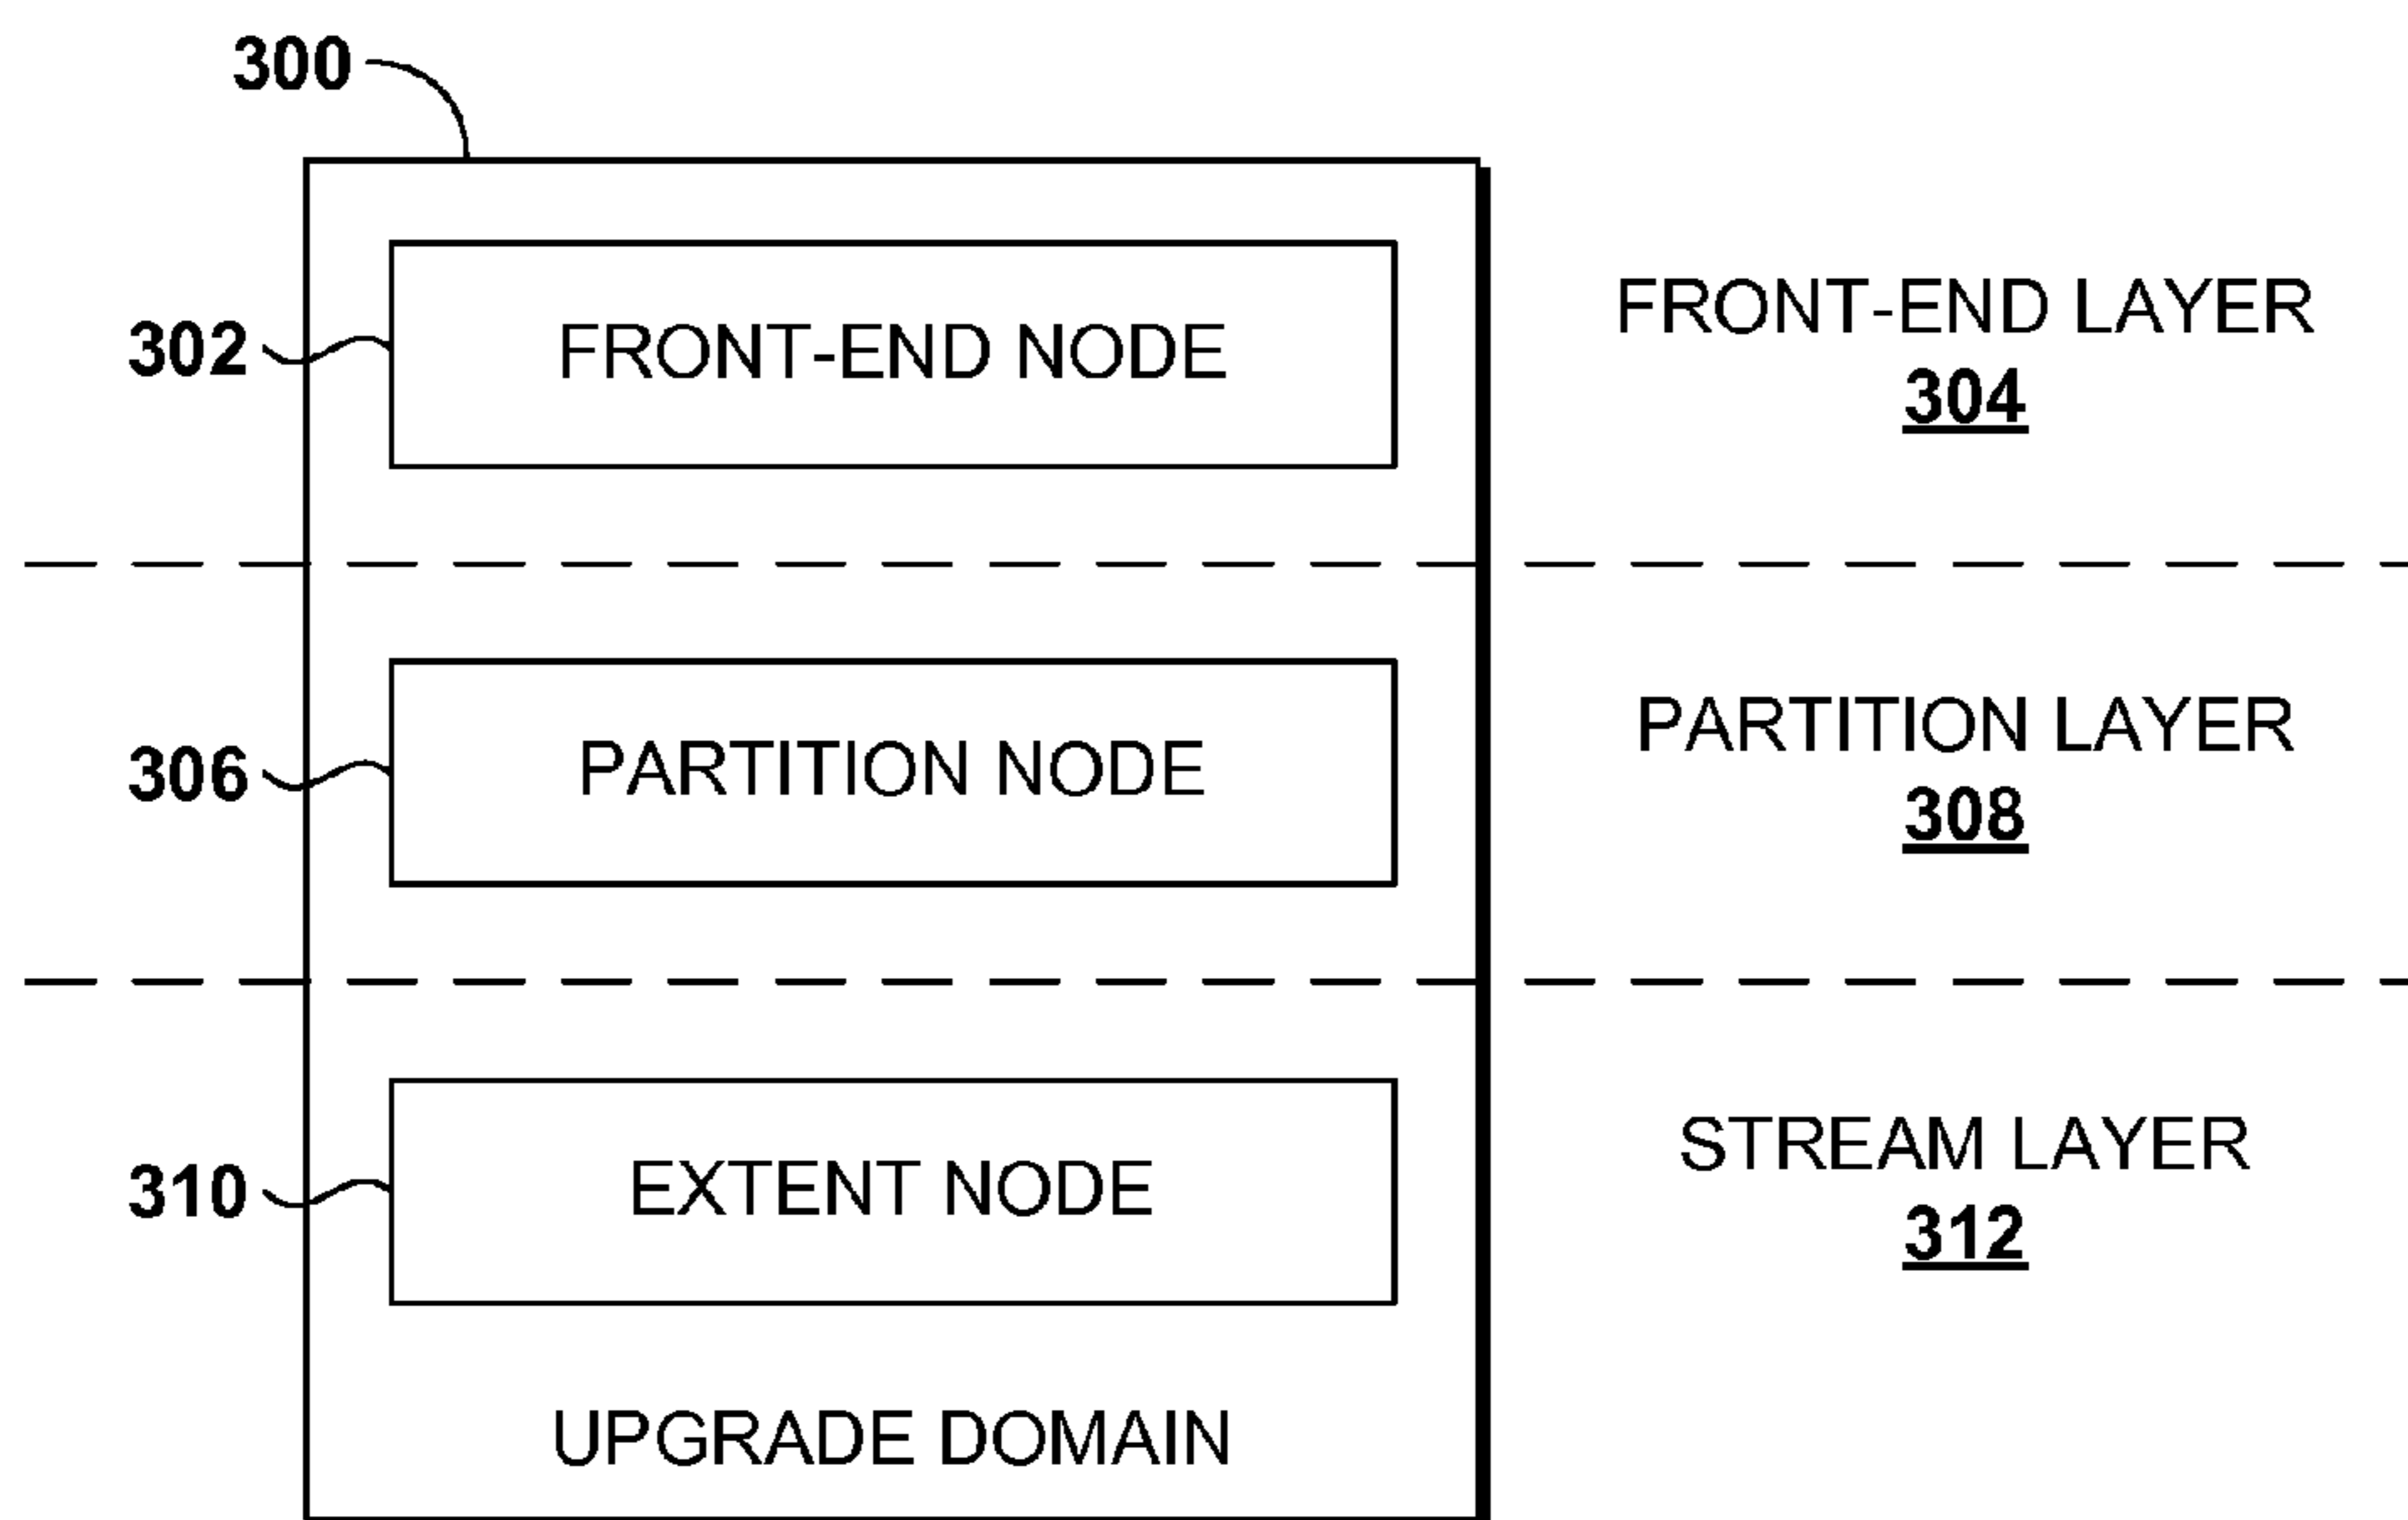 300
FRONT-END LAYER
304
302
FRONT-END NODE
PARTITION LAYER
308
306
PARTITION NODE
STREAM LAYER
312
310
EXTENT NODE
UPGRADE DOMAIN